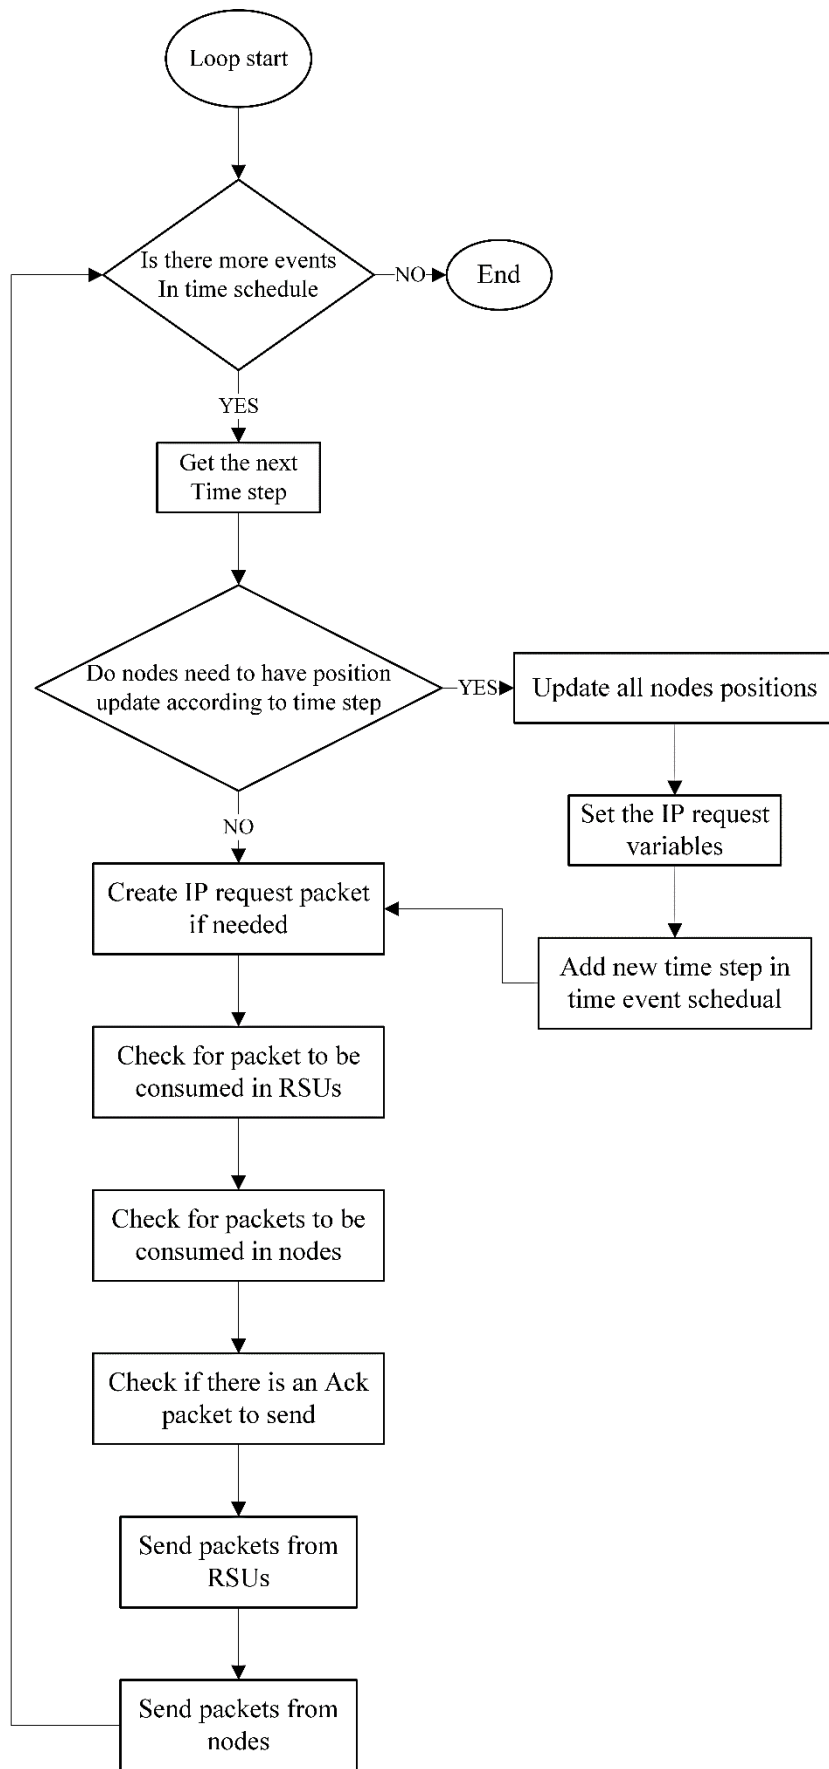 Loop start
Is there more events
In time schedule
NO
End
YES
Get the next
Time step
Do nodes need to have position
update according to time step
YES
Update all nodes positions
Set the IP request
variables
Add new time step in
time event schedual
NO
Create IP request packet
if needed
Check for packet to be
consumed in RSUs
Check for packets to be
consumed in nodes
Check if there is an Ack
packet to send
Send packets from
RSUs
Send packets from
nodes